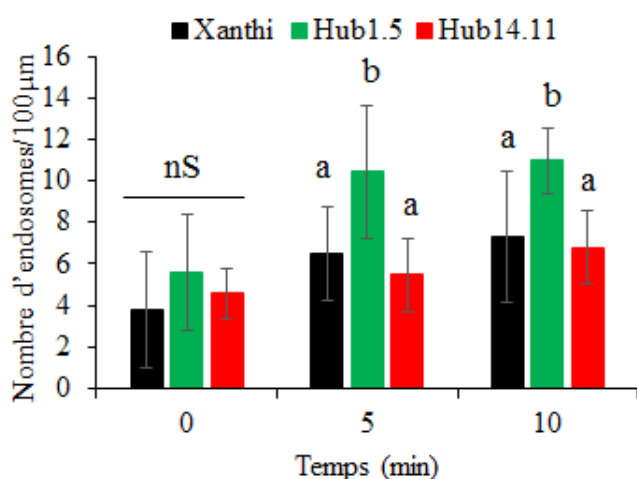 Xanthi Hub1.5 Hub14.11
Nombre d'endosomes/100µm
16
14
12
10
8
6
4
2
0
nS
a
b
a
a
b
a
0 5 10
Temps (min)